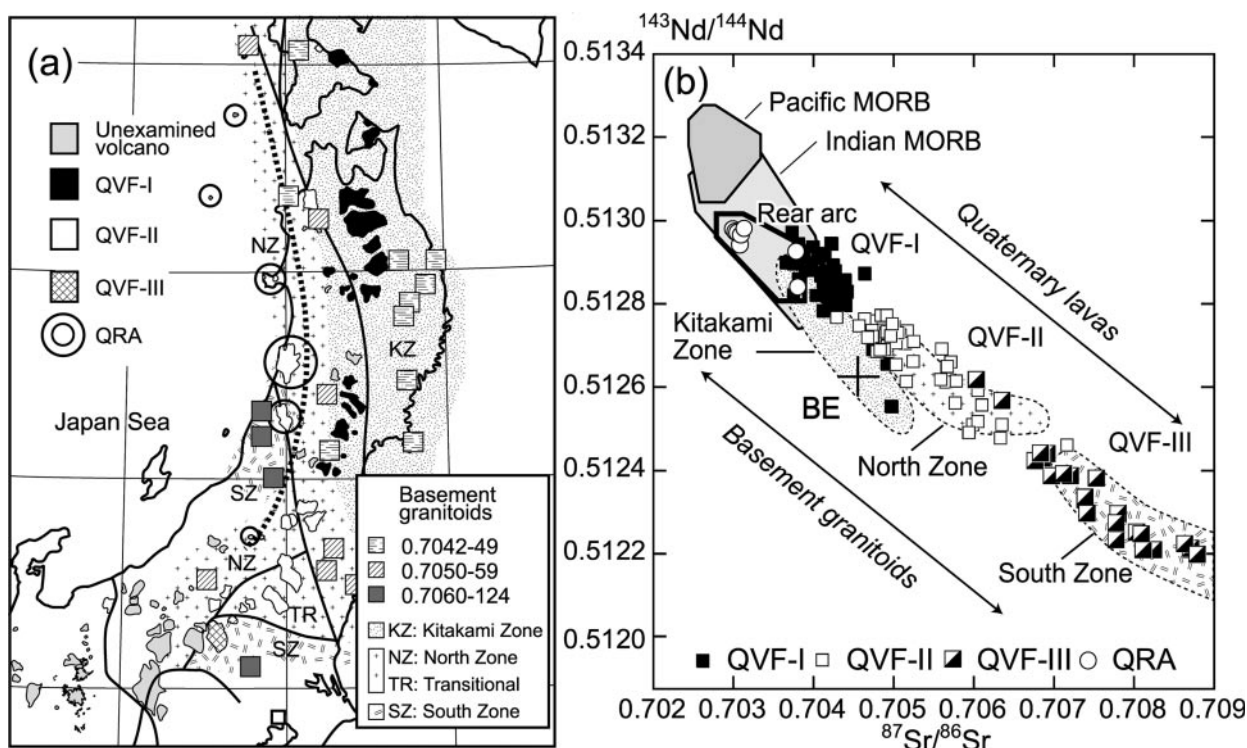 (a)
Unexamined
volcano
QVF-I
QVF-II
QVF-III
QRA
NZ
KZ
Japan Sea
SZ
NZ
TR
SZ
Basement
granitoids
0.7042-49
0.7050-59
0.7060-124
KZ: Kitakami Zone
NZ: North Zone
TR: Transitional
SZ: South Zone
143Nd/144Nd
0.5134
0.5132
0.5130
0.5128
0.5126
0.5124
0.5122
0.5120
(b)
Pacific MORB
Indian MORB
Rear arc
QVF-I
Quaternary lavas
Kitakami
Zone
QVF-II
BE
North Zone
QVF-III
Basement granitoids
South Zone
QVF-I QVF-II QVF-III QRA
0.702 0.703 0.704 0.705 0.706 0.707 0.708 0.709
87Sr/86Sr